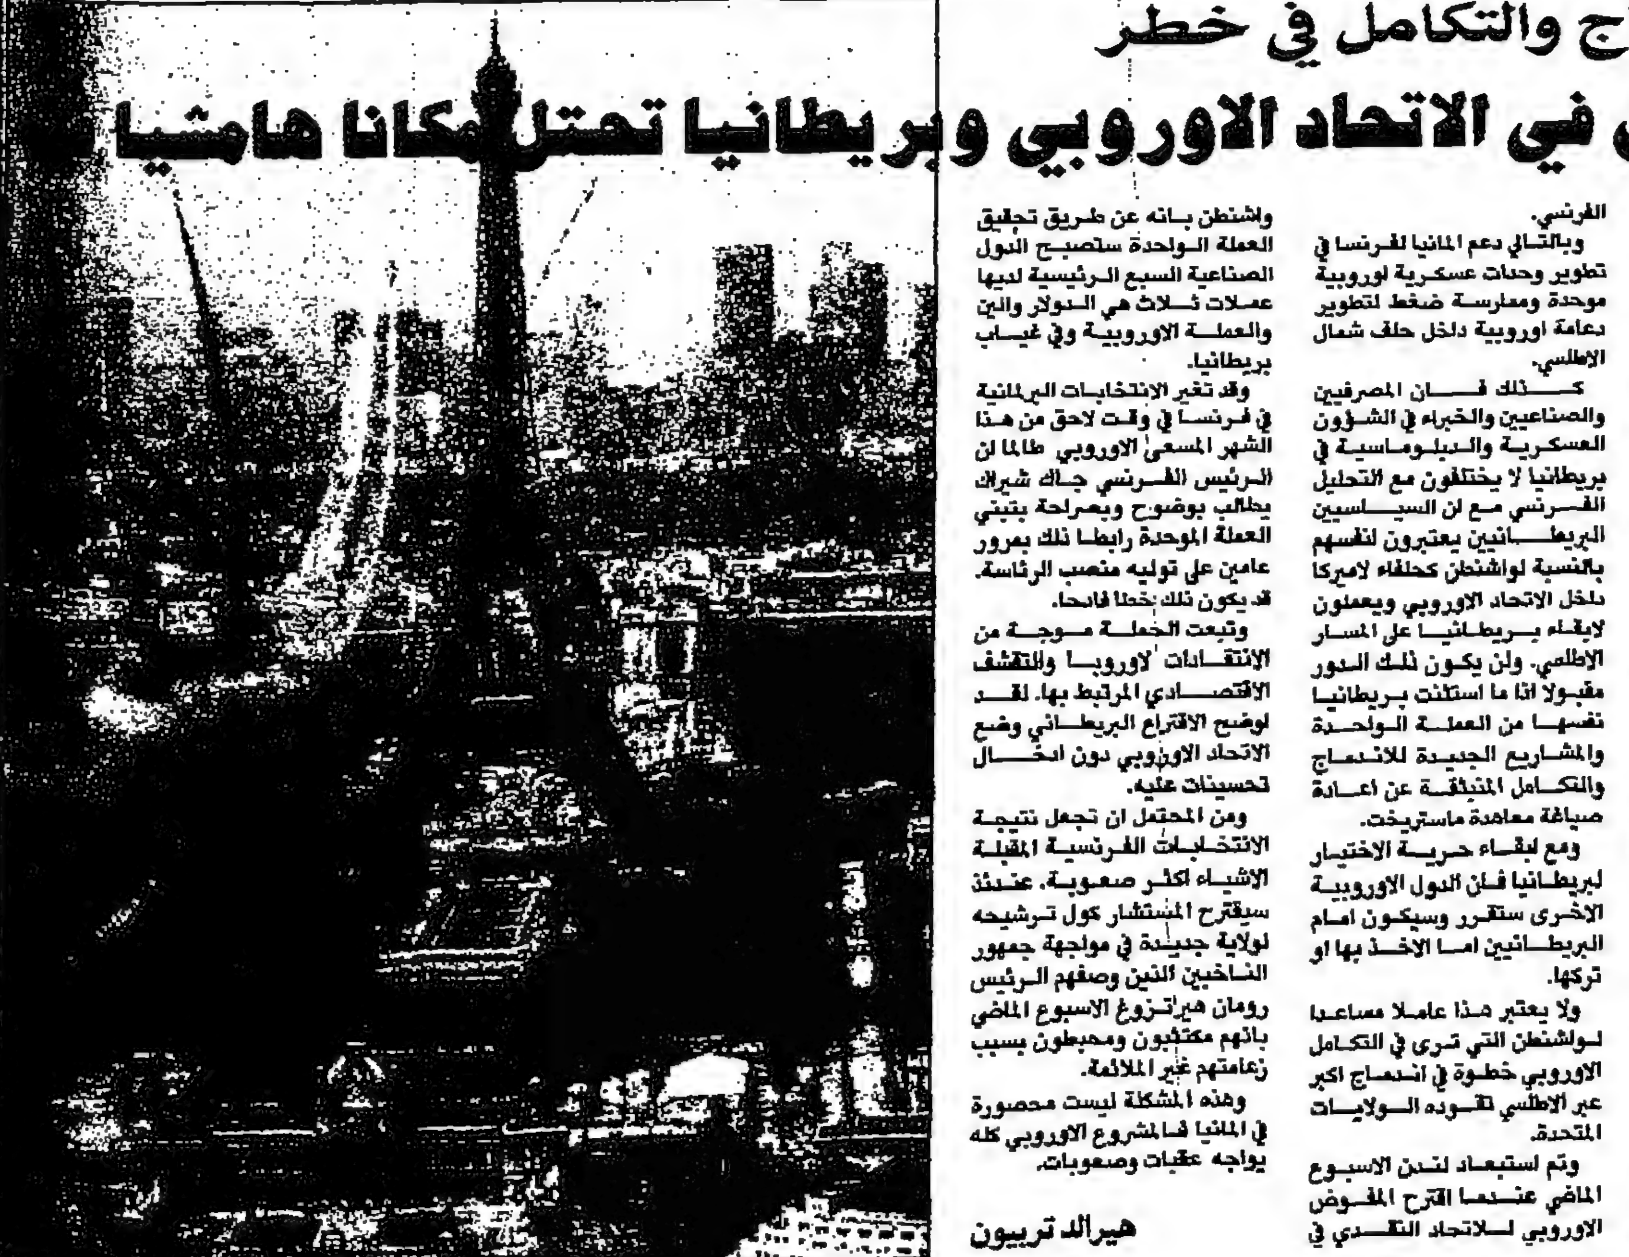 ج والتكامل في خطر
في الاتحاد الاوروبي وبريطانيا تحتل مكانا هامشيا
الفرنسي.
وبالتالي دعم المانيا لفرنسا في
تطوير وحدات عسكرية اوروبية
موحدة وممارسة ضغط لتطوير
دعامة اوروبية داخل حلف شمال
الاطلسي.
كذلك فان المصرفيين
والصناعيين والخبراء في الشؤون
العسكرية والدبلوماسية في
بريطانيا لا يختلفون مع التحليل
الفرنسي مع ان السياسيين
البريطانيين يعتبرون انفسهم
بالنسبة لواشنطن كحلفاء لاميركا
داخل الاتحاد الاوروبي ويعملون
لابقاء بريطانيا على المسار
الاطلسي. ولن يكون ذلك الدور
مقبولا اذا ما استثنت بريطانيا
نفسها من العملة الواحدة
والمشاريع الجديدة للاندماج
والتكامل المنبثقة عن اعادة
صياغة معاهدة ماستريخت.
ومع ابقاء حرية الاختيار
لبريطانيا فان الدول الاوروبية
الاخرى ستقرر وسيكون امام
البريطانيين اما الاخذ بها او
تركها.
ولا يعتبر هذا عاملا مساعدا
لواشنطن التي ترى في التكامل
الاوروبي خطوة في اندماج اكبر
عبر الاطلسي تقوده الولايات
المتحدة.
وتم استبعاد لندن الاسبوع
الماضي عندما اقترح المفوض
الاوروبي للاتحاد النقدي في
واشنطن بانه عن طريق تحقيق
العملة الواحدة ستصبح الدول
الصناعية السبع الرئيسية لديها
عملات ثلاث هي الدولار والين
والعملة الاوروبية وفي غياب
بريطانيا.
وقد تغير الانتخابات البرلمانية
في فرنسا في وقت لاحق من هذا
الشهر المسعى الاوروبي طالما ان
الرئيس الفرنسي جاك شيراك
يطالب بوضوح وبصراحة بتبني
العملة الموحدة رابطا ذلك بمرور
عامين على توليه منصب الرئاسة.
قد يكون ذلك خطا فادحا.
وتبعت الحملة موجة من
الانتقادات لاوروبا والتقشف
الاقتصادي المرتبط بها. لقد
اوضح الاقتراع البريطاني وضع
الاتحاد الاوروبي دون ادخال
تحسينات عليه.
ومن المحتمل ان تجعل نتيجة
الانتخابات الفرنسية المقبلة
الاشياء اكثر صعوبة. عندئذ
سيقترح المستشار كول ترشيحه
لولاية جديدة في مواجهة جمهور
الناخبين الذين وصفهم الرئيس
رومان هيرتزوغ الاسبوع الماضي
بانهم مكتئبون ومحبطون بسبب
زعامتهم غير الملائمة.
وهذه المشكلة ليست محصورة
في المانيا فالمشروع الاوروبي كله
يواجه عقبات وصعوبات.
هيرالد تربيون